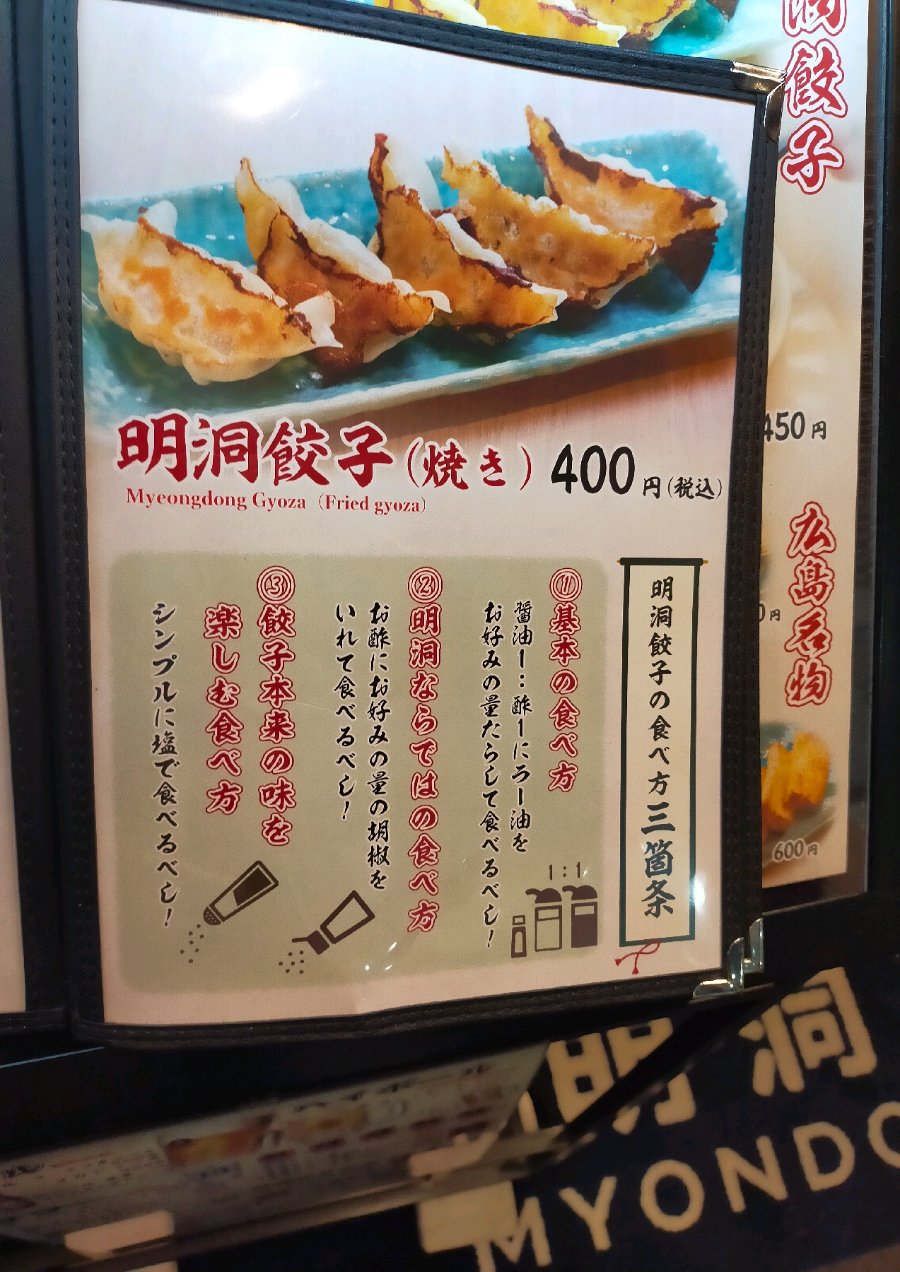 明洞餃子(焼き) 400円(税込)
Myeongdong Gyoza (Fried gyoza)
明洞餃子の食べ方三箇条
① 基本の食べ方
醤油1:酢1にラー油を
お好みの量たらして食べるべし!
1:1
② 明洞ならではの食べ方
お酢にお好みの量の胡椒を
いれて食べるべし!
③ 餃子本来の味を
楽しむ食べ方
シンプルに塩で食べるべし!
洞餃子
450円
広島名物
0円
600円
明洞
MYONDO